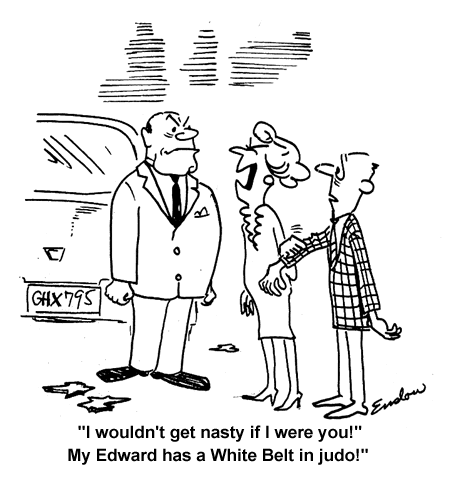 GHX795
Enslow
"I wouldn't get nasty if I were you!"
My Edward has a White Belt in judo!"